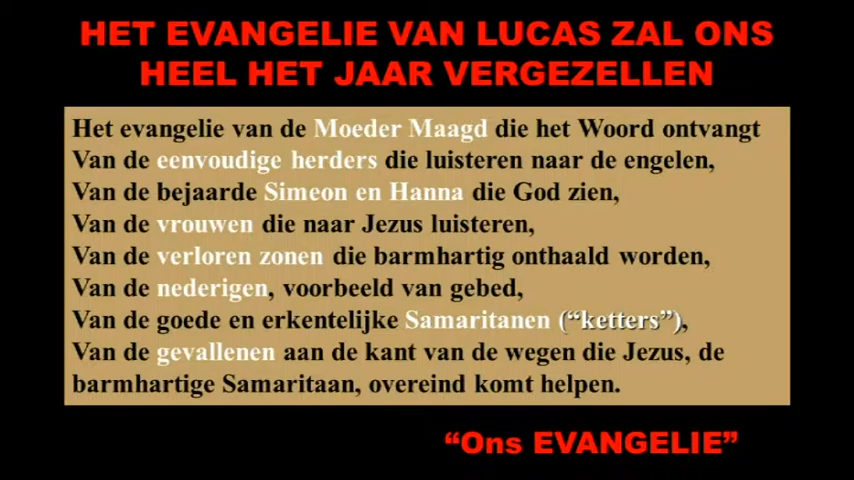 HET EVANGELIE VAN LUCAS ZAL ONS
HEEL HET JAAR VERGEZELLEN
Het evangelie van de Moeder Maagd die het Woord ontvangt
Van de eenvoudige herders die luisteren naar de engelen,
Van de bejaarde Simeon en Hanna die God zien,
Van de vrouwen die naar Jezus luisteren,
Van de verloren zonen die barmhartig onthaald worden,
Van de nederigen, voorbeeld van gebed,
Van de goede en erkentelijke Samaritanen (“ketters”),
Van de gevallenen aan de kant van de wegen die Jezus, de
barmhartige Samaritaan, overeind komt helpen.
“Ons EVANGELIE”